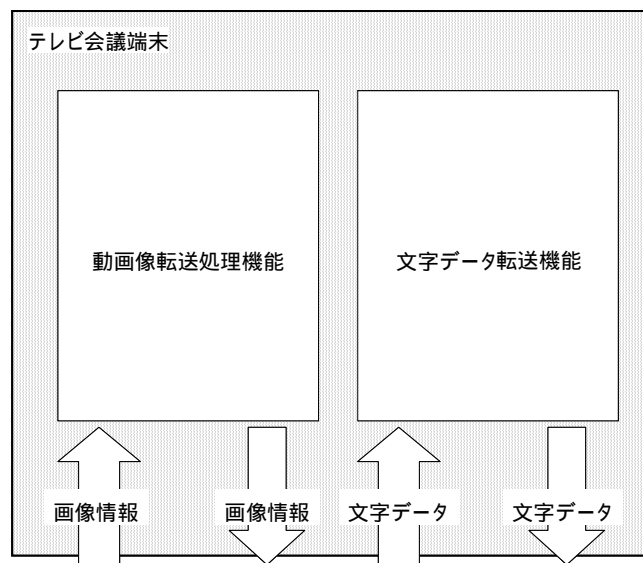 テレビ会議端末
動画像転送処理機能
文字データ転送機能
画像情報
画像情報
文字データ
文字データ